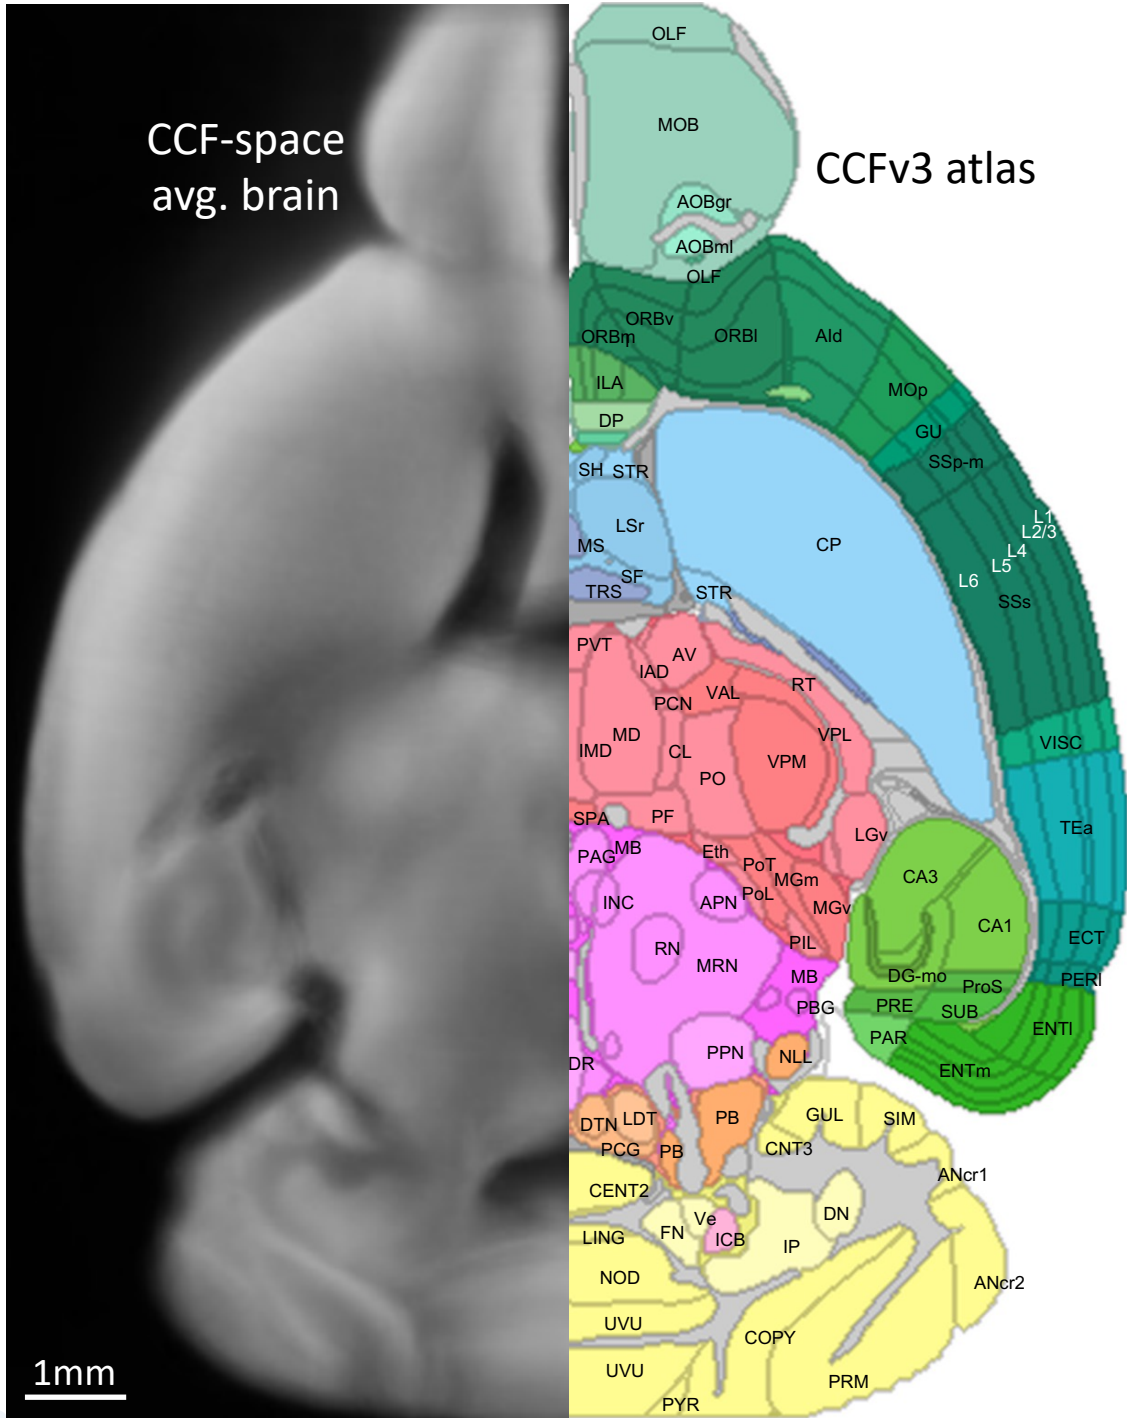 CCF-space
avg. brain
CCFv3 atlas
OLF
MOB
AOBgr
AOBml
OLF
ORBv
ORBm
ORBl
AId
ILA
MOp
DP
GU
SSp-m
SH STR
L1
L2/3
L4
L5
L6
LSr
MS
CP
SF
TRS
STR
SSs
PVT
AV
IAD
RT
VAL
PCN
VPL
MD
IMD
CL
VISC
VPM
PO
SPA
PF
LGv
TEa
MB
PAG
Eth
PoT
CA3
MGm
PoL
INC
APN
MGv
CA1
ECT
RN
PIL
MRN
MB
DG-mo
ProS
PERI
PBG
PRE
SUB
ENTl
PAR
PPN
NLL
DR
ENTm
DTN
LDT
PB
GUL
SIM
PCG
PB
CNT3
ANcr1
CENT2
Ve
DN
FN
ICB
LING
IP
NOD
ANcr2
UVU
COPY
UVU
PRM
PYR
1mm